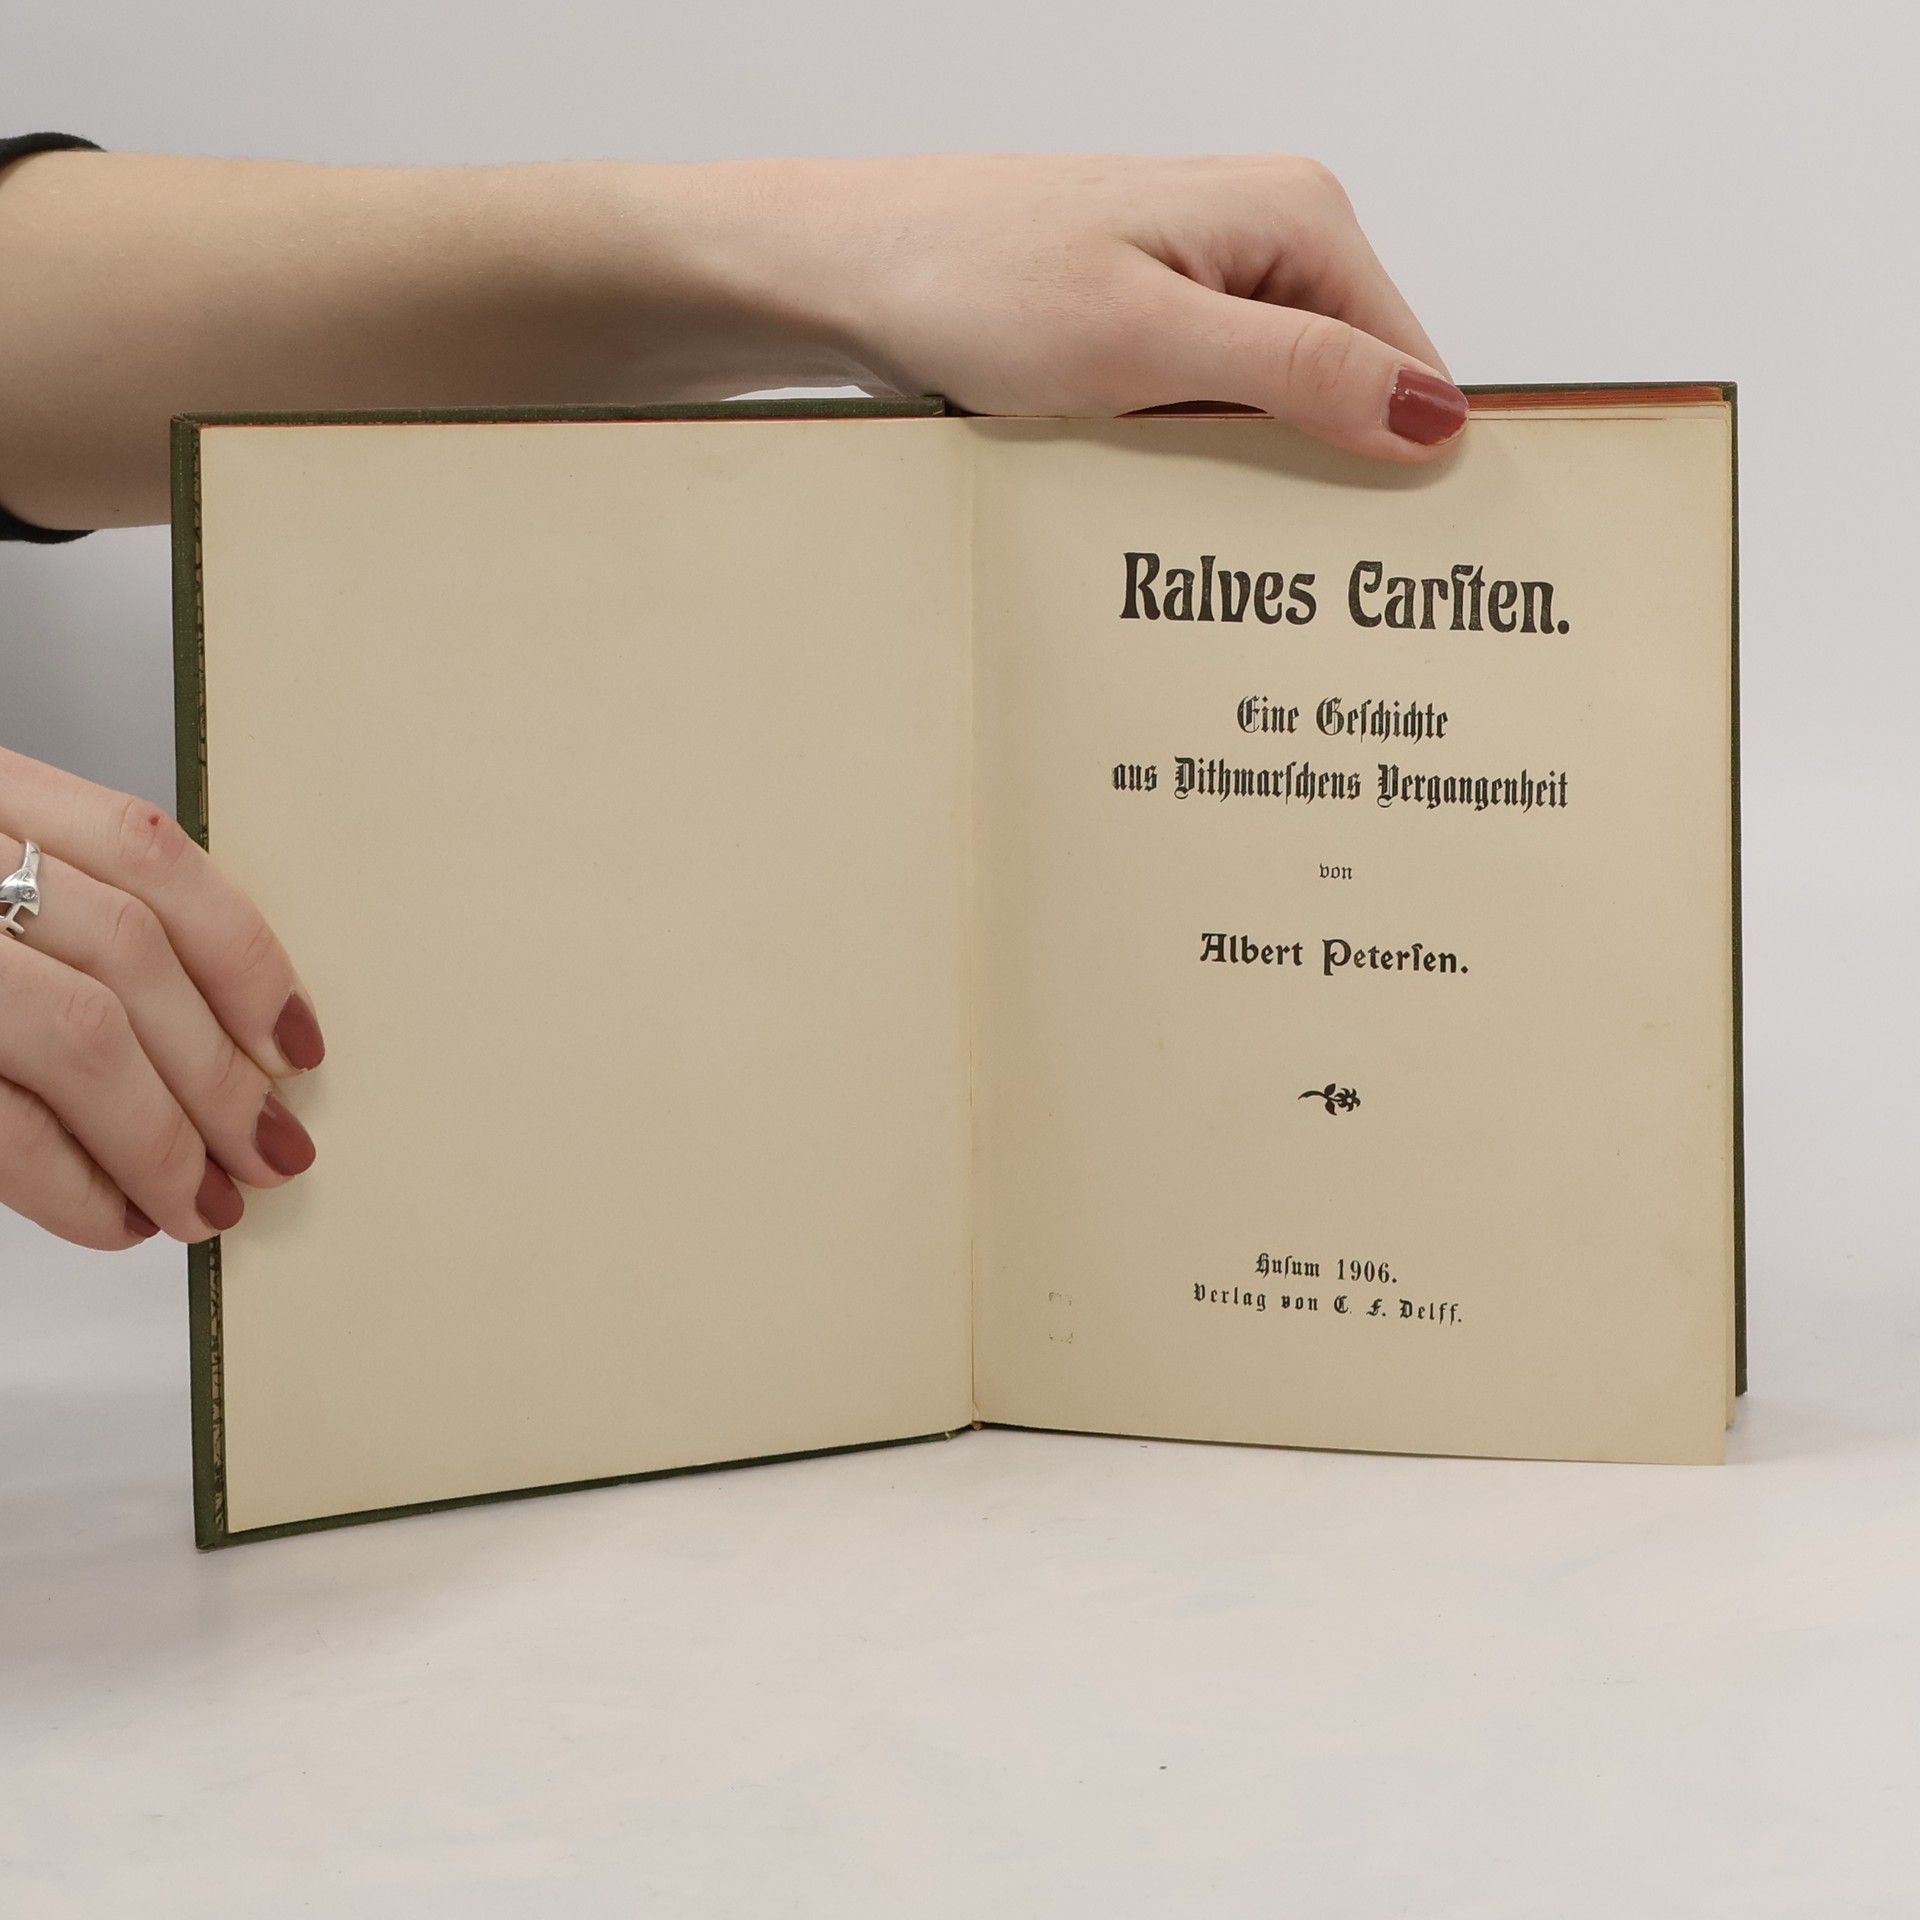 Ralves Carſten.
Eine Geſchichte
aus Dithmarſchens Vergangenheit
von
Albert Peterſen.
Huſum 1906.
Verlag von C. F. Delff.